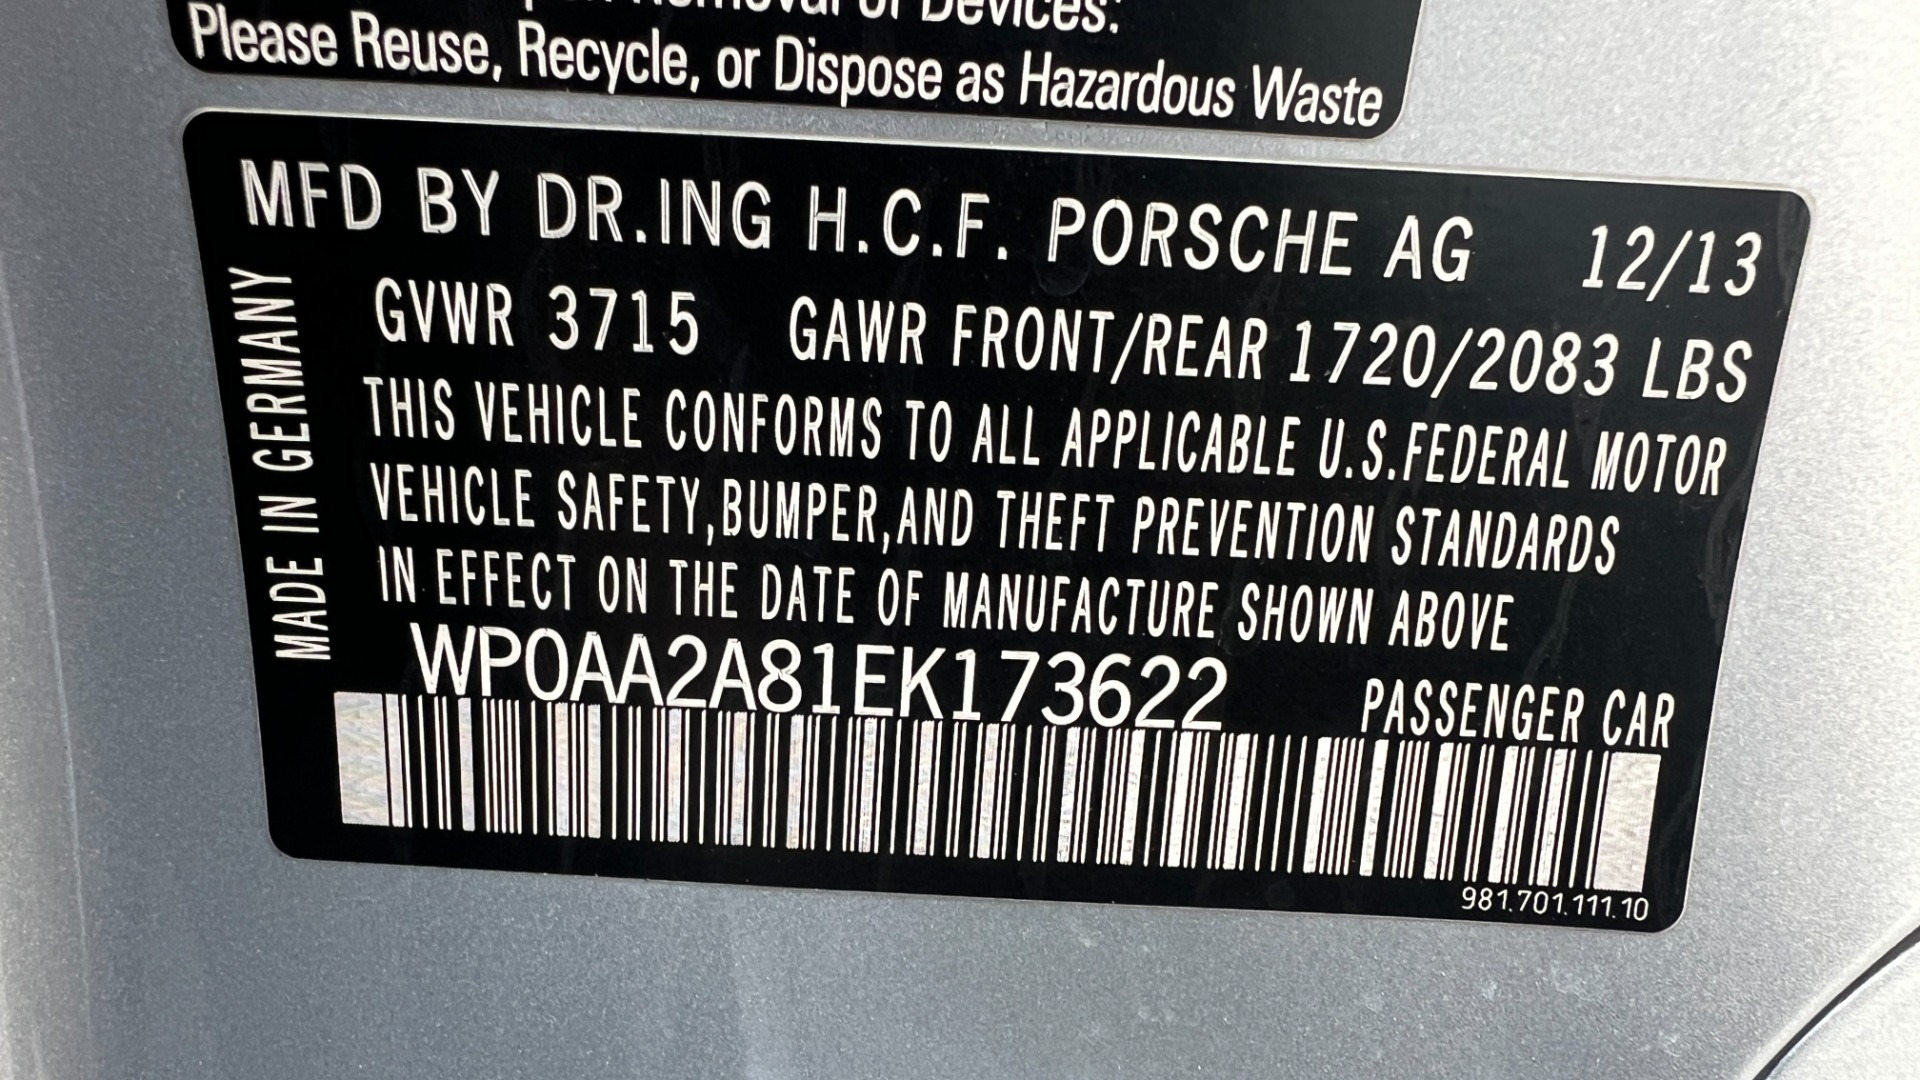 Removal of Devices:
Please Reuse, Recycle, or Dispose as Hazardous Waste
MFD BY DR.ING H.C.F. PORSCHE AG 12/13
GVWR 3715 GAWR FRONT/REAR 1720/2083 LBS
THIS VEHICLE CONFORMS TO ALL APPLICABLE U.S.FEDERAL MOTOR
VEHICLE SAFETY,BUMPER,AND THEFT PREVENTION STANDARDS
IN EFFECT ON THE DATE OF MANUFACTURE SHOWN ABOVE
WP0AA2A81EK173622 PASSENGER CAR
981.701.111.10
MADE IN GERMANY